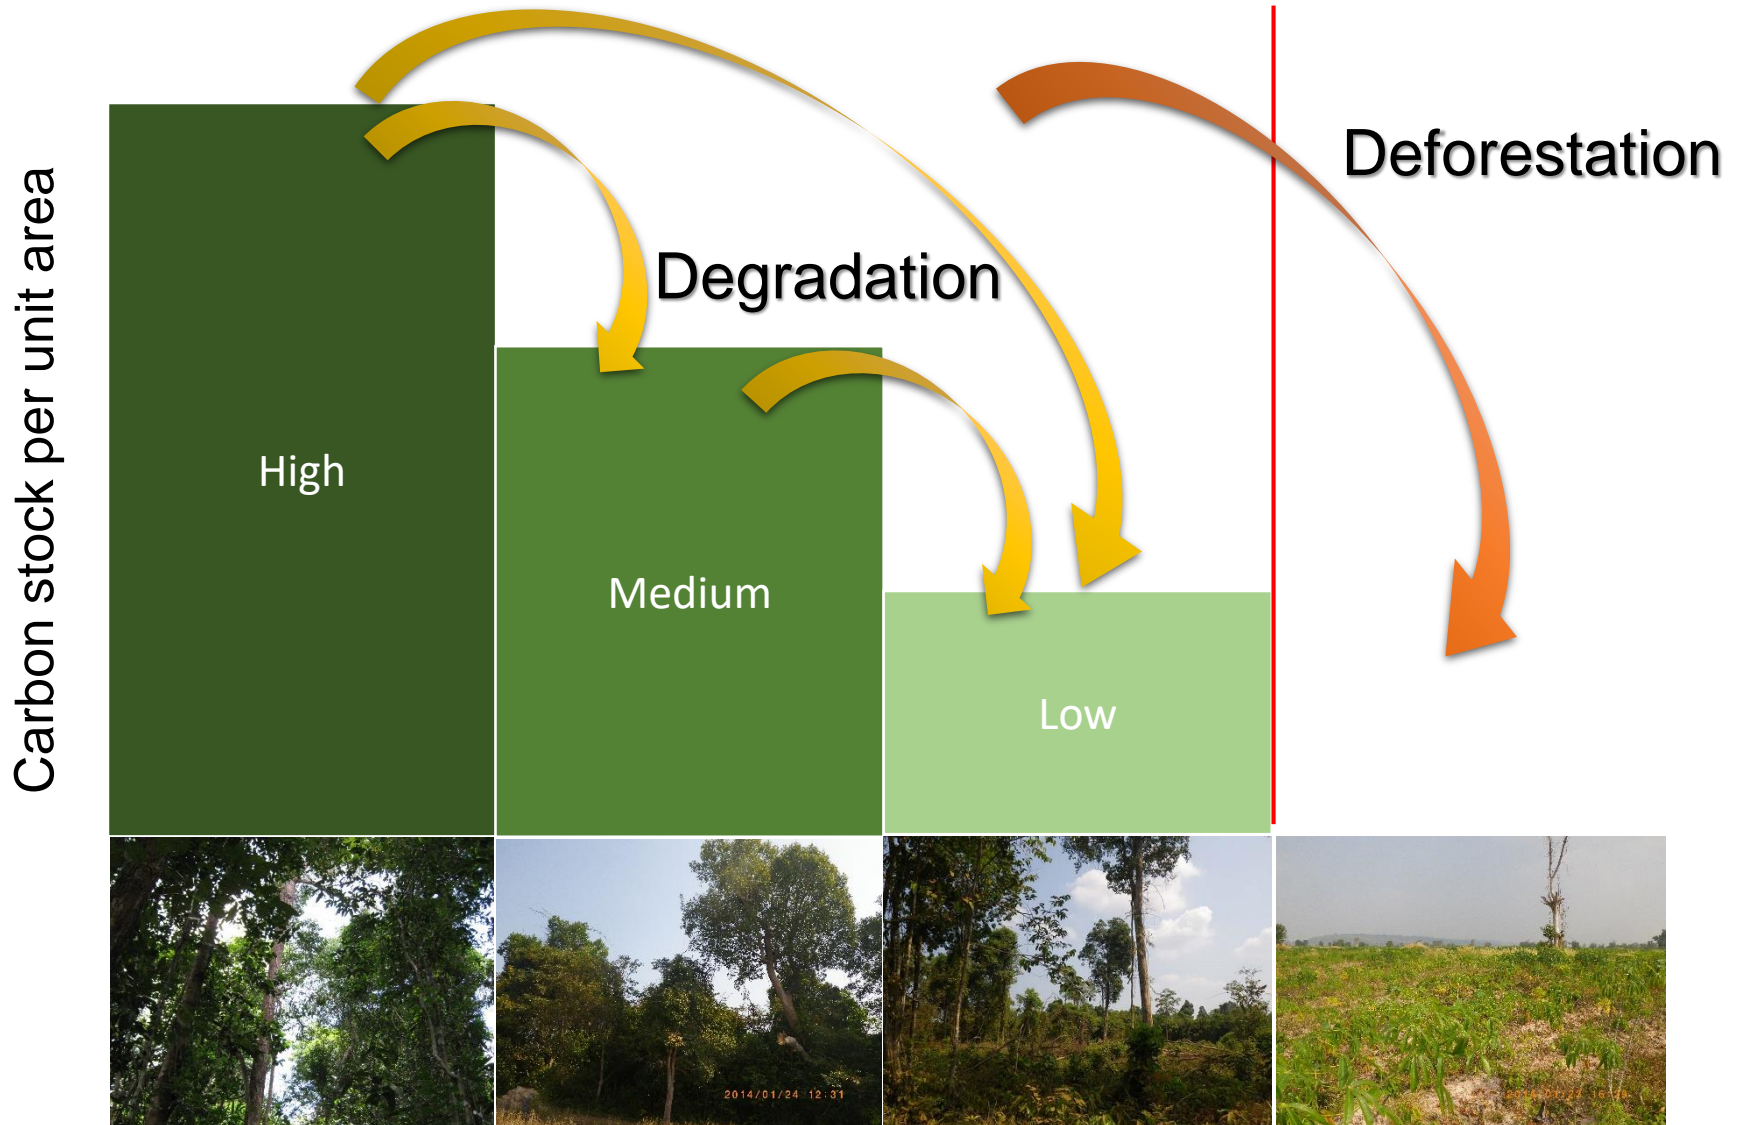 Deforestation
Degradation
Carbon stock per unit area
High
Medium
Low
2014/01/24 12:31